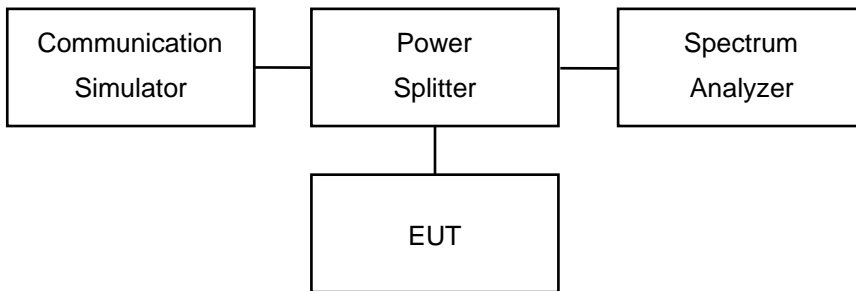 Communication
Simulator
Power
Splitter
Spectrum
Analyzer
EUT